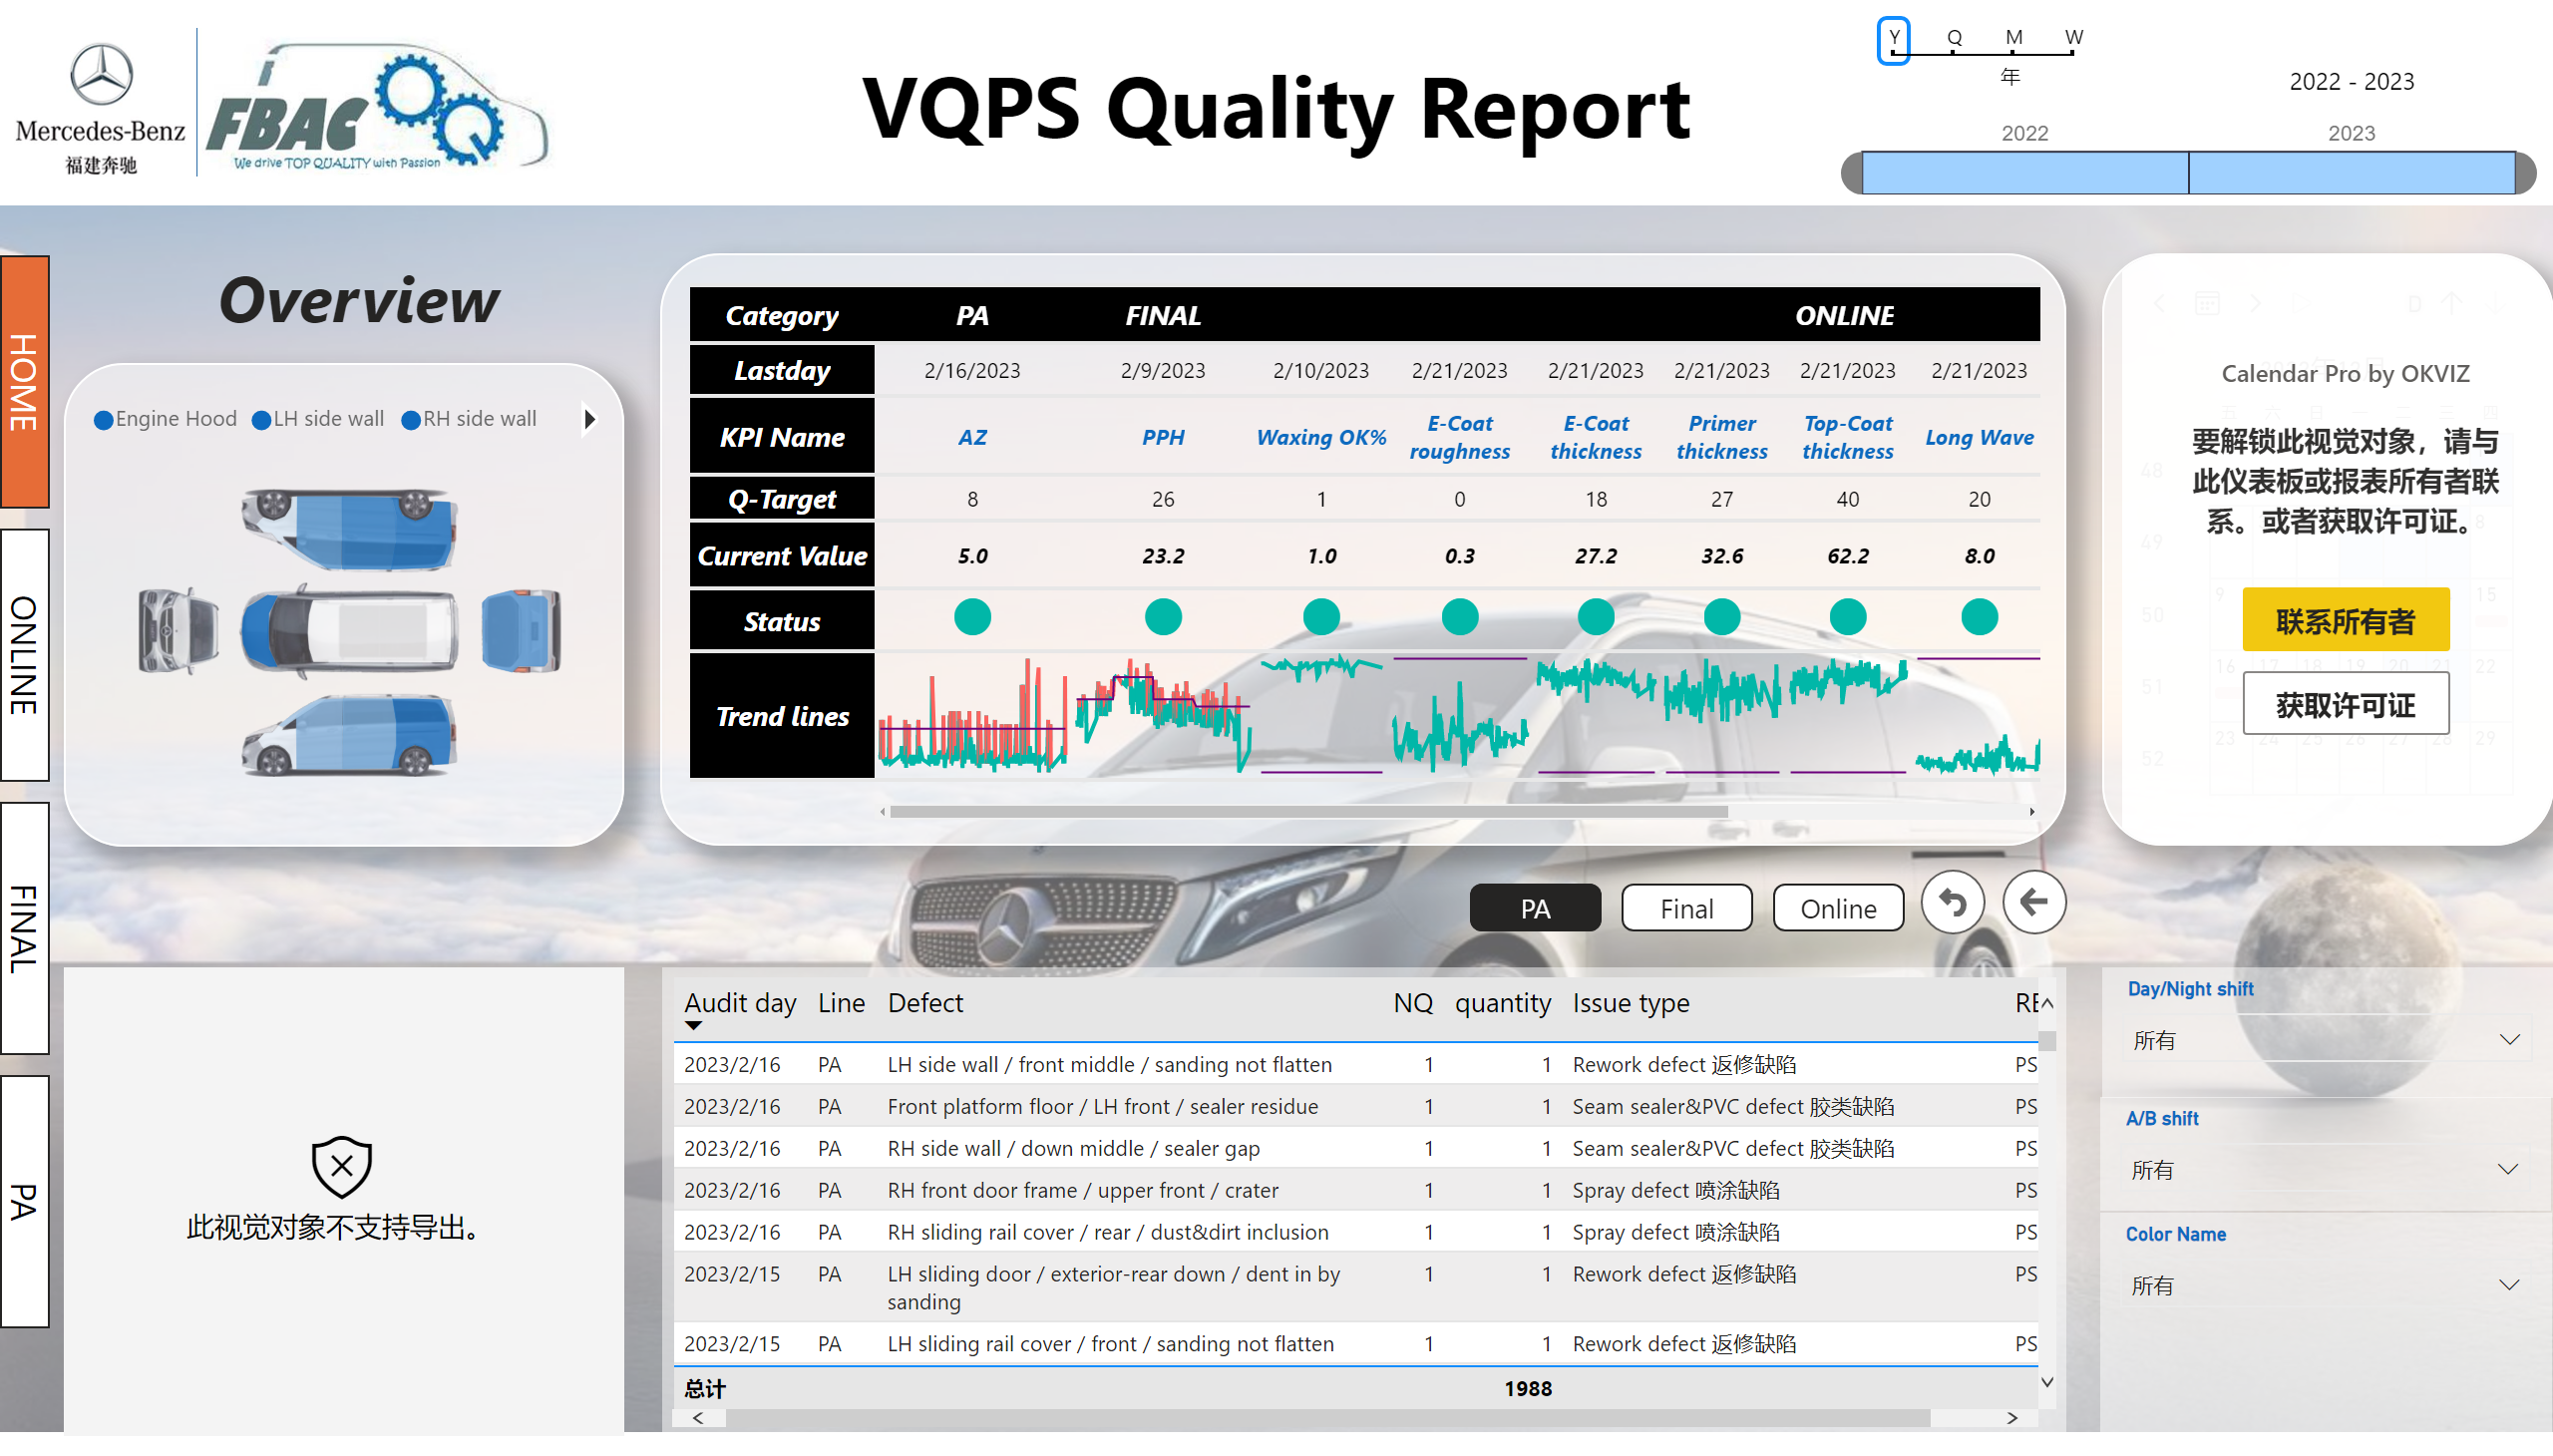 Mercedes-Benz
福建奔驰
FBAC
We drive TOP QUALITY with Passion
VQPS Quality Report
Y Q M W
年
2022 - 2023
2022 2023
HOME
ONLINE
FINAL
PA
Overview
Engine Hood LH side wall RH side wall
Category PA FINAL ONLINE
Lastday 2/16/2023 2/9/2023 2/10/2023 2/21/2023 2/21/2023 2/21/2023 2/21/2023 2/21/2023
KPI Name AZ PPH Waxing OK% E-Coat roughness E-Coat thickness Primer thickness Top-Coat thickness Long Wave
Q-Target 8 26 1 0 18 27 40 20
Current Value 5.0 23.2 1.0 0.3 27.2 32.6 62.2 8.0
Status
Trend lines
Calendar Pro by OKVIZ
要解锁此视觉对象，请与
此仪表板或报表所有者联
系。或者获取许可证。
联系所有者
获取许可证
PA Final Online
此视觉对象不支持导出。
Audit day Line Defect NQ quantity Issue type RE
2023/2/16 PA LH side wall / front middle / sanding not flatten 1 1 Rework defect 返修缺陷 PS
2023/2/16 PA Front platform floor / LH front / sealer residue 1 1 Seam sealer&PVC defect 胶类缺陷 PS
2023/2/16 PA RH side wall / down middle / sealer gap 1 1 Seam sealer&PVC defect 胶类缺陷 PS
2023/2/16 PA RH front door frame / upper front / crater 1 1 Spray defect 喷涂缺陷 PS
2023/2/16 PA RH sliding rail cover / rear / dust&dirt inclusion 1 1 Spray defect 喷涂缺陷 PS
2023/2/15 PA LH sliding door / exterior-rear down / dent in by 1 1 Rework defect 返修缺陷 PS
sanding
2023/2/15 PA LH sliding rail cover / front / sanding not flatten 1 1 Rework defect 返修缺陷 PS
总计 1988
Day/Night shift
所有
A/B shift
所有
Color Name
所有